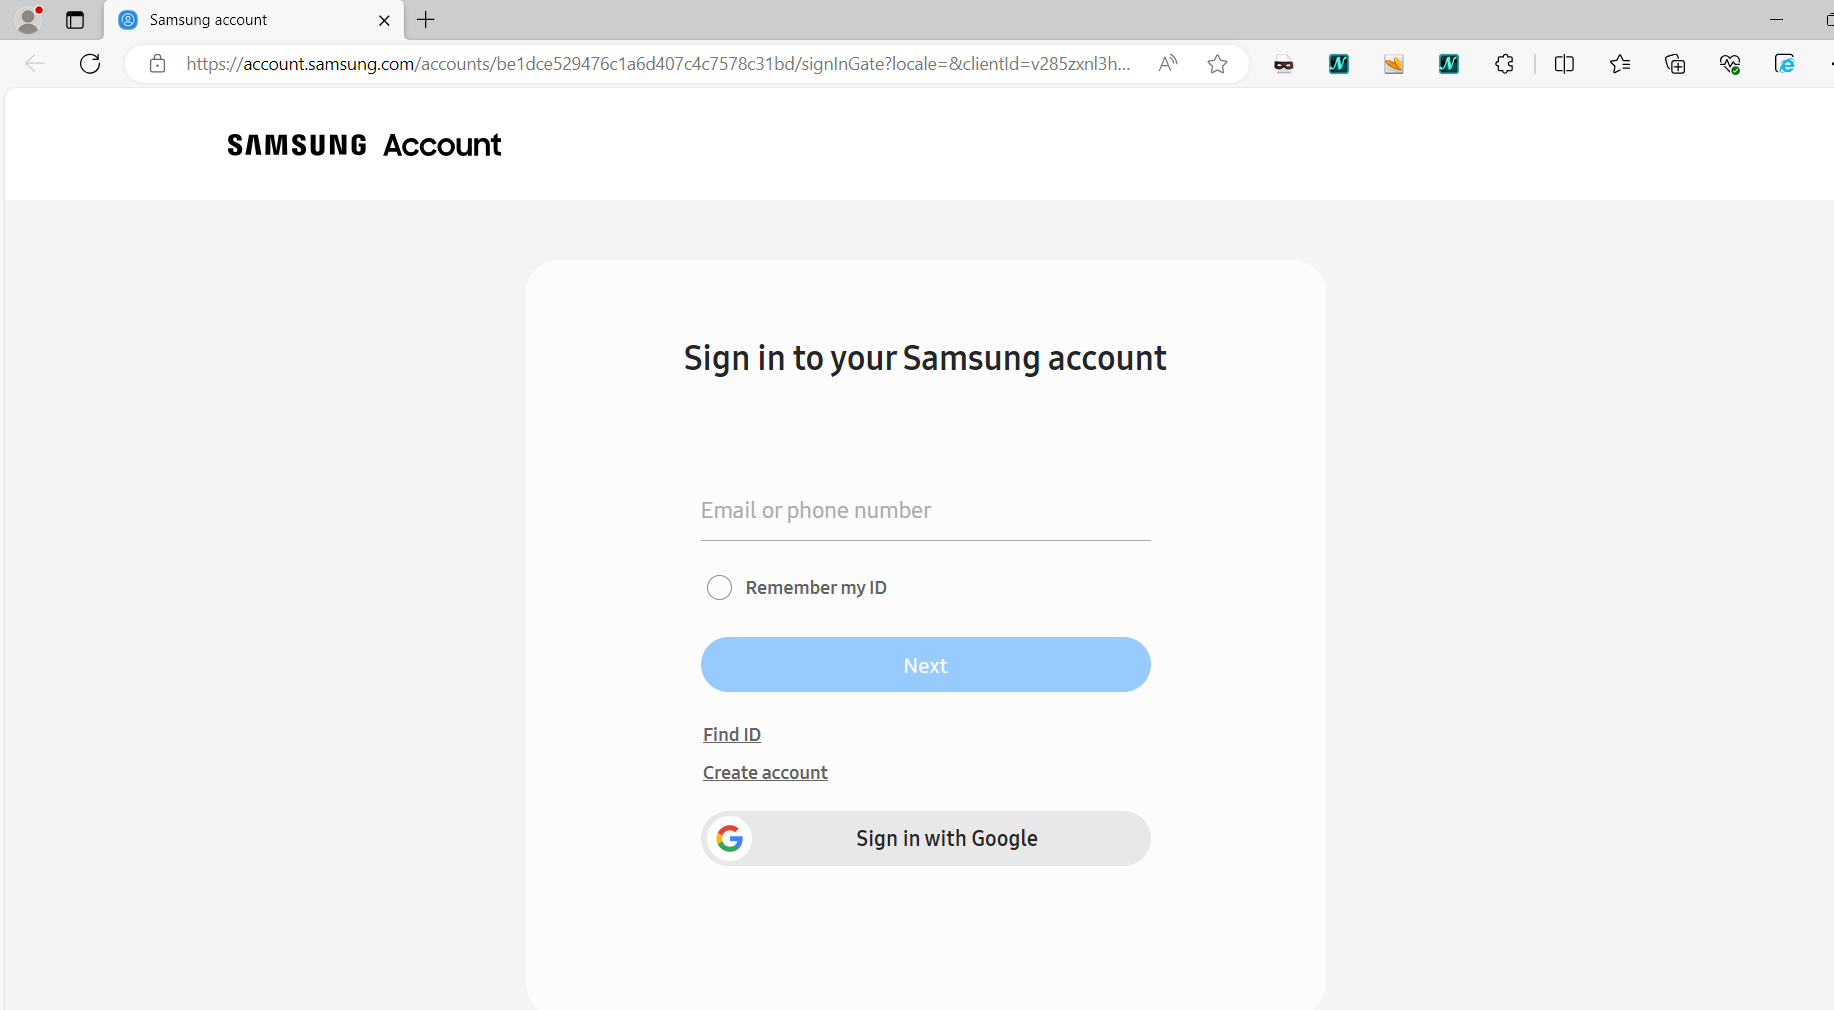 Samsung account
https://account.samsung.com/accounts/be1dce529476c1a6d407c4c7578c31bd/signInGate?locale=&clientId=v285zxnl3h...
SAMSUNG Account
Sign in to your Samsung account
Email or phone number
Remember my ID
Next
Find ID
Create account
Sign in with Google